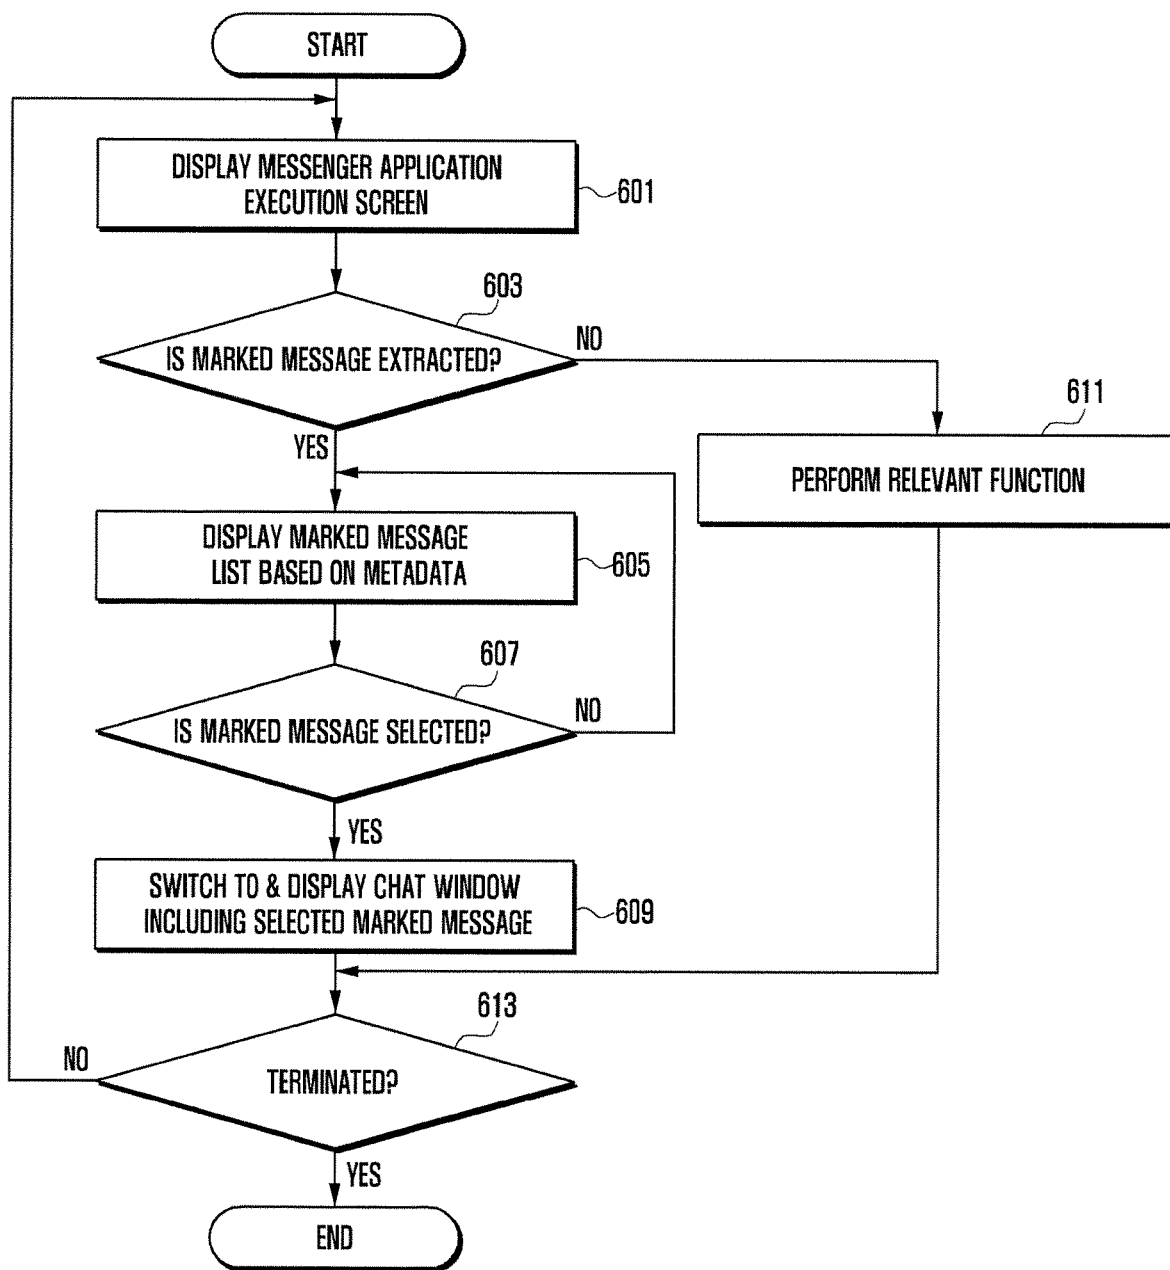 START
DISPLAY MESSENGER APPLICATION
EXECUTION SCREEN
601
603
IS MARKED MESSAGE EXTRACTED?
NO
YES
611
PERFORM RELEVANT FUNCTION
DISPLAY MARKED MESSAGE
LIST BASED ON METADATA
605
607
IS MARKED MESSAGE SELECTED?
NO
YES
SWITCH TO & DISPLAY CHAT WINDOW
INCLUDING SELECTED MARKED MESSAGE
609
613
NO
TERMINATED?
YES
END